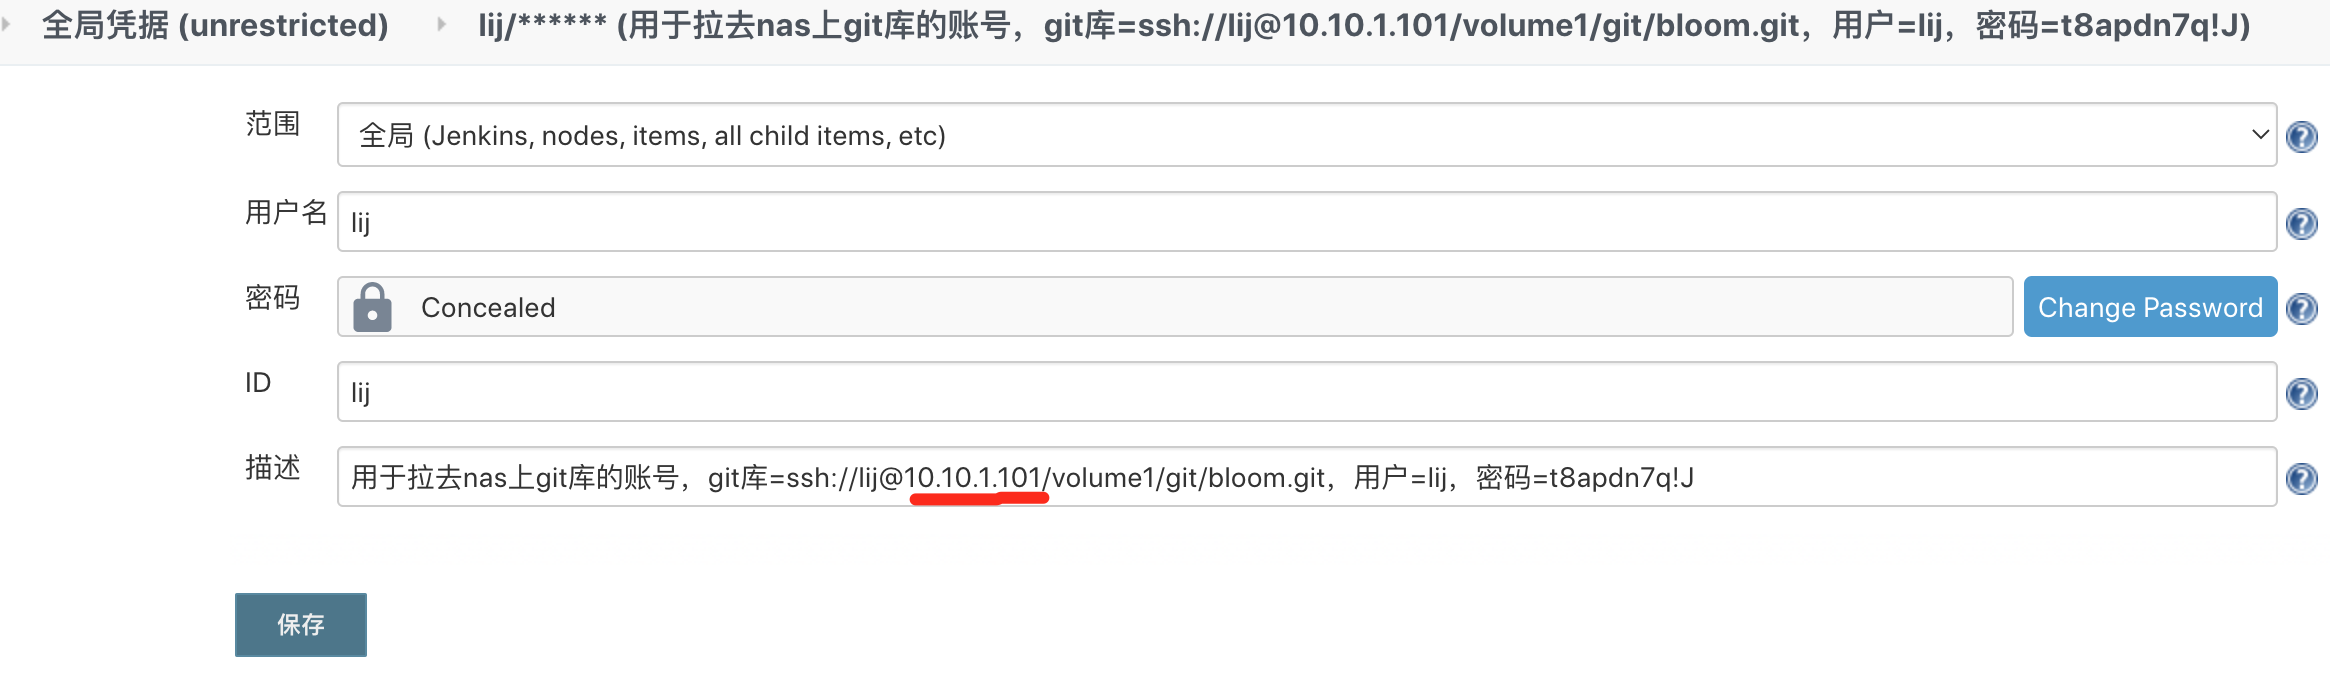 全局凭据 (unrestricted) lij/****** (用于拉去nas上git库的账号，git库=ssh://lij@10.10.1.101/volume1/git/bloom.git，用户=lij，密码=t8apdn7q!J)
范围 全局 (Jenkins, nodes, items, all child items, etc)
用户名 lij
密码 Concealed Change Password
ID lij
描述 用于拉去nas上git库的账号，git库=ssh://lij@10.10.1.101/volume1/git/bloom.git，用户=lij，密码=t8apdn7q!J
保存